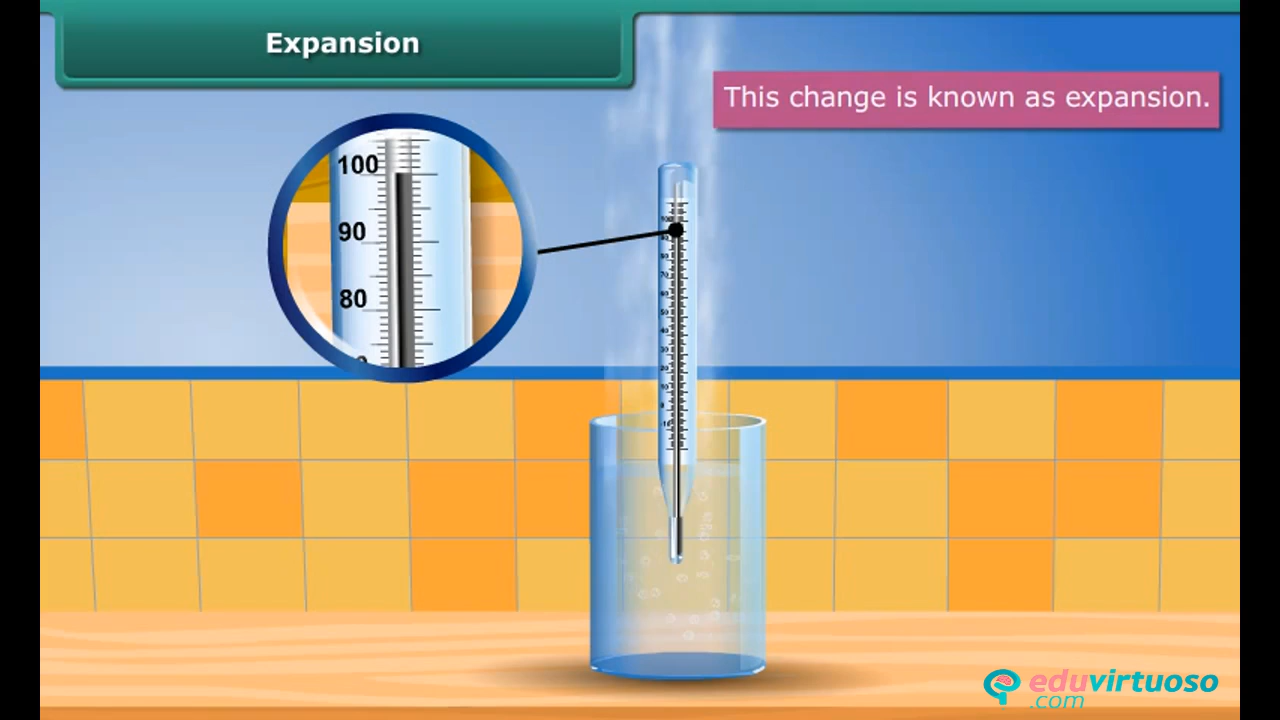 Expansion
This change is known as expansion.
100
90
80
eduvirtuoso
.com